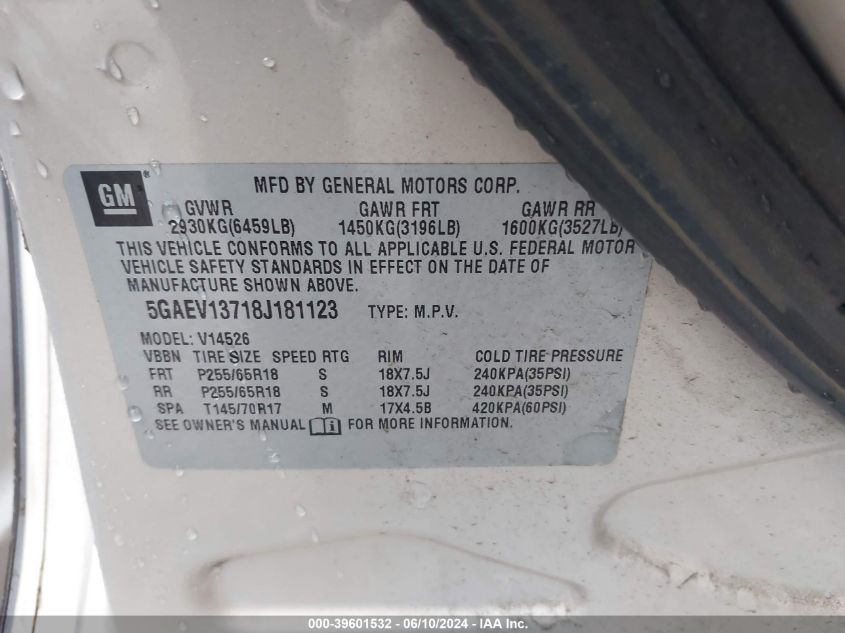 GM ®
MFD BY GENERAL MOTORS CORP.
GVWR GAWR FRT GAWR RR
2930KG(6459LB) 1450KG(3196LB) 1600KG(3527LB)
THIS VEHICLE CONFORMS TO ALL APPLICABLE U.S. FEDERAL MOTOR
VEHICLE SAFETY STANDARDS IN EFFECT ON THE DATE OF
MANUFACTURE SHOWN ABOVE.
5GAEV13718J181123 TYPE: M.P.V.
MODEL: V14526
VBBN TIRE SIZE SPEED RTG RIM COLD TIRE PRESSURE
FRT P255/65R18 S 18X7.5J 240KPA(35PSI)
RR P255/65R18 S 18X7.5J 240KPA(35PSI)
SPA T145/70R17 M 17X4.5B 420KPA(60PSI)
SEE OWNER'S MANUAL i FOR MORE INFORMATION.
000-39601532 - 06/10/2024 - IAA Inc.